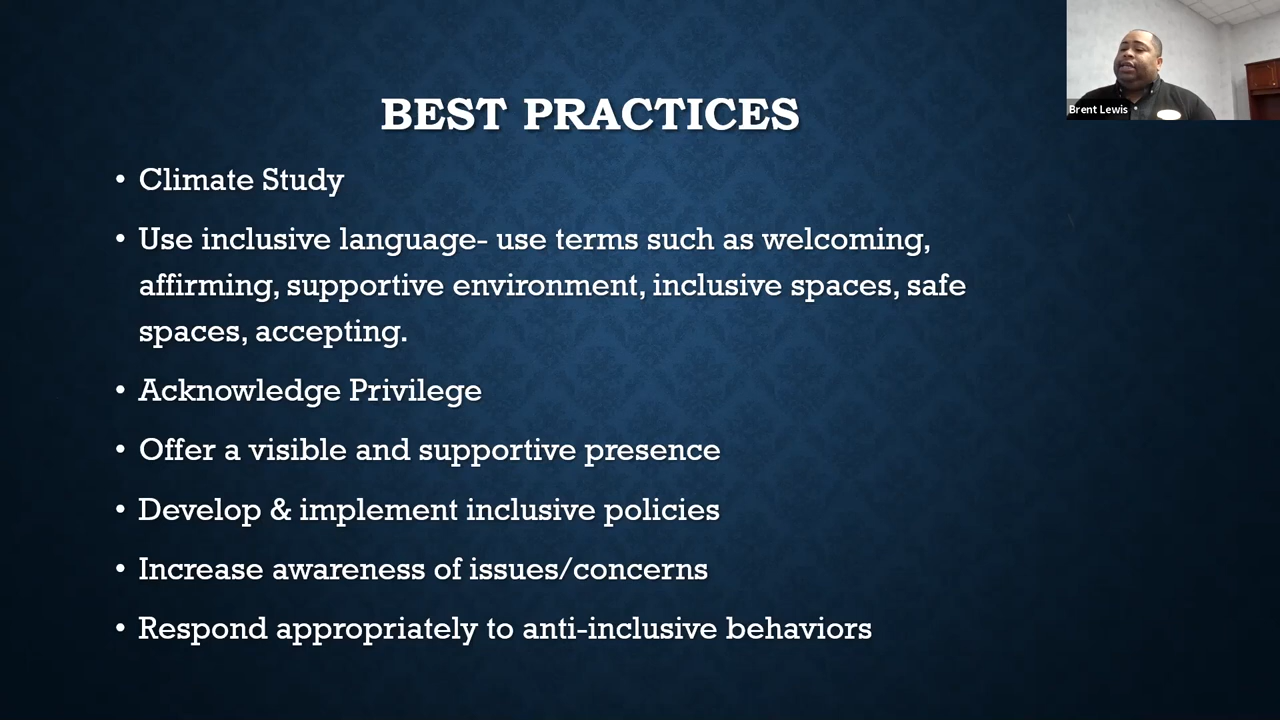 BEST PRACTICES
• Climate Study
• Use inclusive language- use terms such as welcoming,
affirming, supportive environment, inclusive spaces, safe
spaces, accepting.
• Acknowledge Privilege
• Offer a visible and supportive presence
• Develop & implement inclusive policies
• Increase awareness of issues/concerns
• Respond appropriately to anti-inclusive behaviors
Brent Lewis